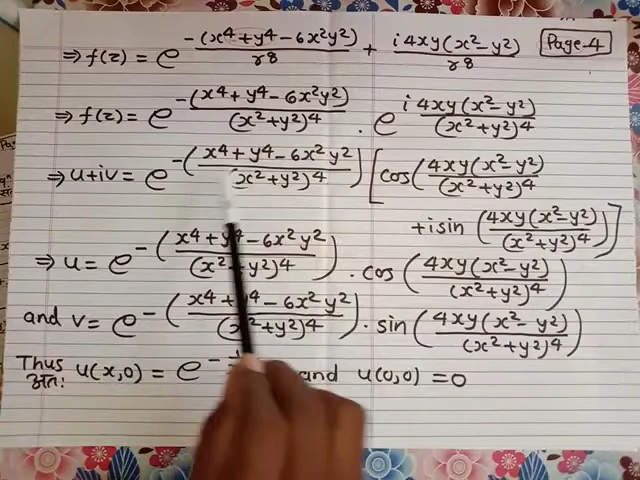 ⇒ f(z) = e^{-(x⁴+y⁴-6x²y²)/r8 + i4xy(x²-y²)/r8} Page-4
⇒ f(z) = e^{-(x⁴+y⁴-6x²y²)/(x²+y²)⁴} . e^{i4xy(x²-y²)/(x²+y²)⁴}
⇒ u+iv = e^{-((x⁴+y⁴-6x²y²)/(x²+y²)⁴)} [cos(4xy(x²-y²)/(x²+y²)⁴)
+isin (4xy(x²-y²)/(x²+y²)⁴)]
⇒ u = e^{-((x⁴+y⁴-6x²y²)/(x²+y²)⁴)} . cos (4xy(x²-y²)/(x²+y²)⁴)
and v = e^{-((x⁴+y⁴-6x²y²)/(x²+y²)⁴)} . sin (4xy(x²-y²)/(x²+y²)⁴)
Thus
अतः u(x,0) = e and u(0,0) = 0